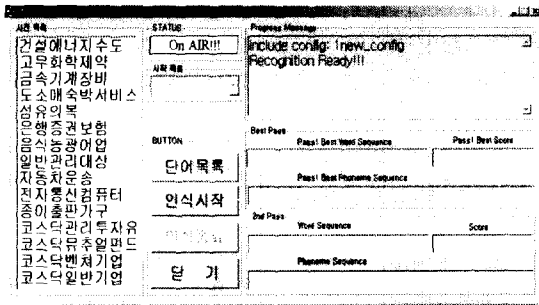 시장 목록
건설에너지수도
고무화학제약
금속기계장비
도소매숙박서비스
섬유의복
은행증권보험
음식농광어업
일반관리대상
자동차운송
전자통신컴퓨터
종이출판가구
코스닥관리투자유
코스닥뮤추얼펀드
코스닥벤쳐기업
코스닥일반기업
STATUS
On AIR!!!
시작 목록
BUTTON
단어목록
인식시작
닫 기
Progress Message
include config: 1new_config
Recognition Ready!!!
Best Pass
Pass1 Best Word Sequence
Pass1 Best Score
Pass1 Best Phoneme Sequence
2nd Pass
Word Sequence
Score
Phoneme Sequence